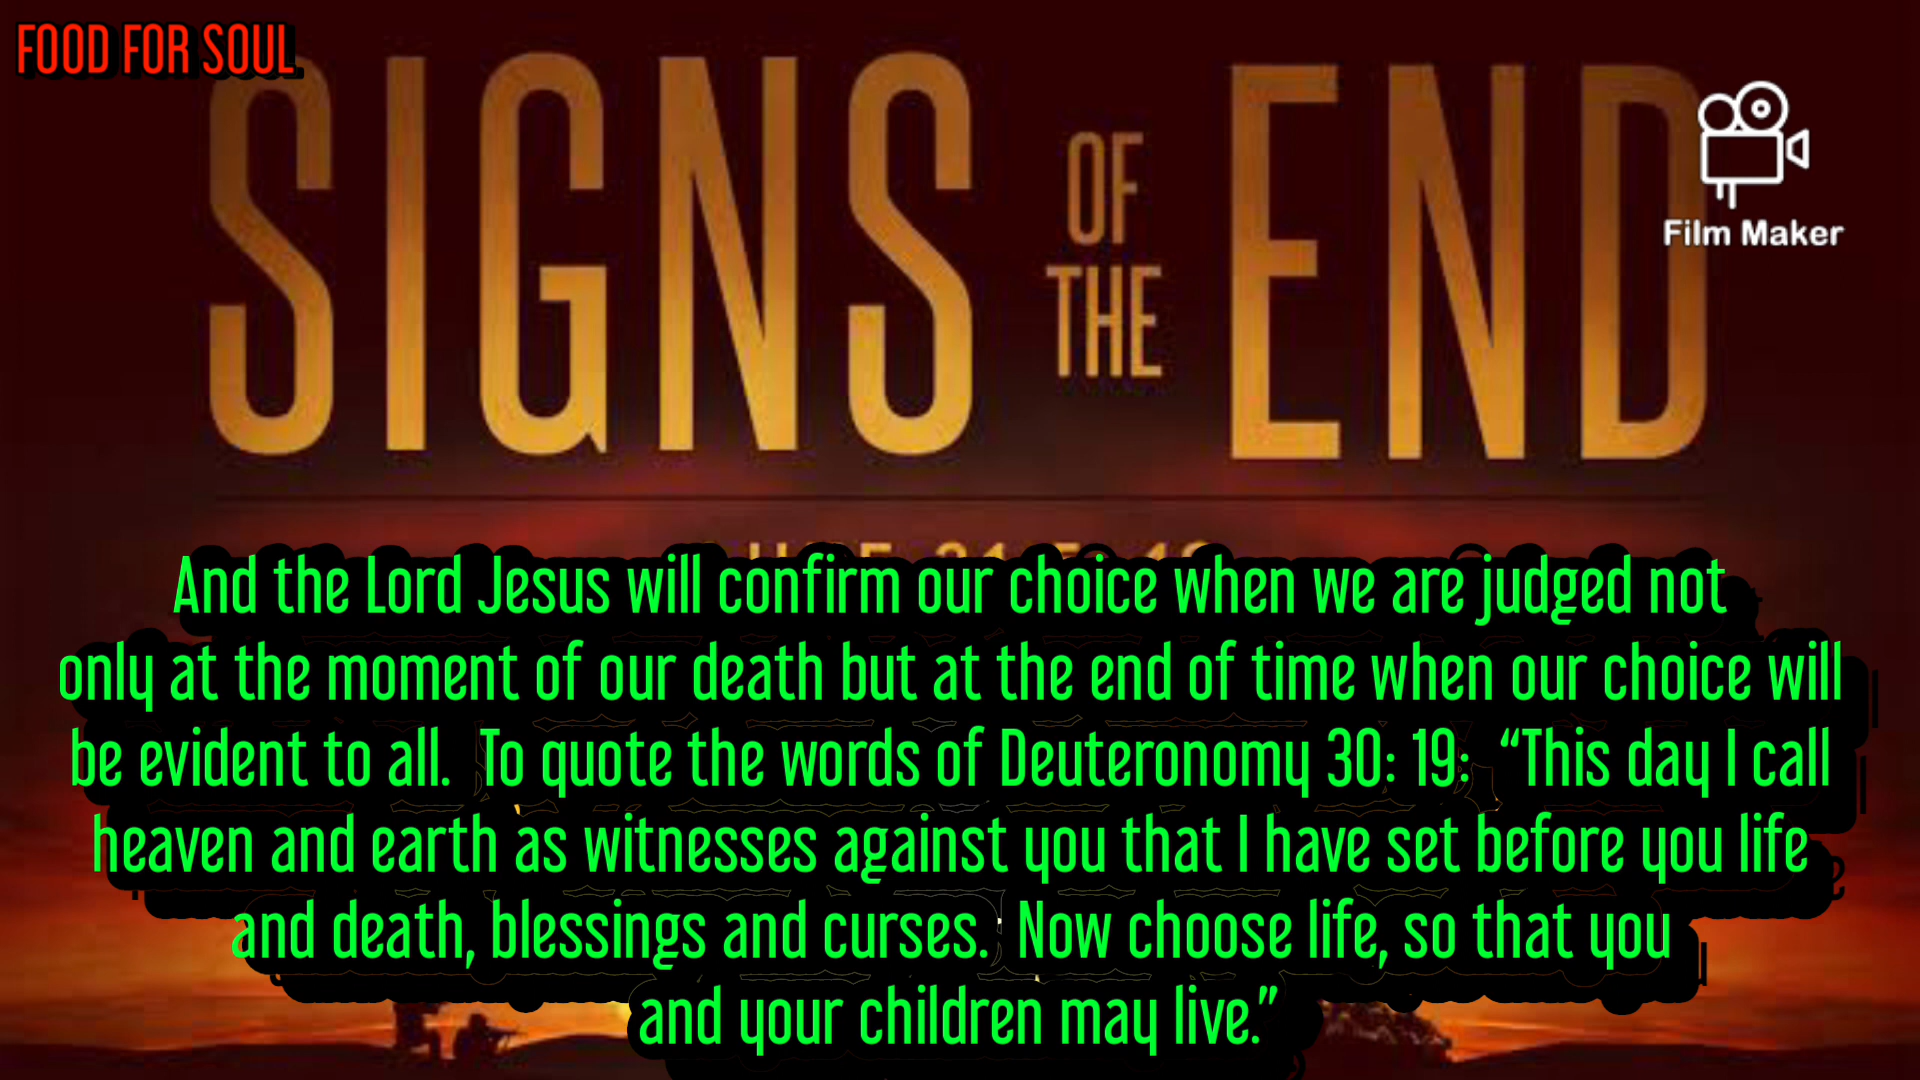 FOOD FOR SOUL
SIGNS OF THE END
Film Maker
And the Lord Jesus will confirm our choice when we are judged not
only at the moment of our death but at the end of time when our choice will
be evident to all.  To quote the words of Deuteronomy 30: 19:  “This day I call
heaven and earth as witnesses against you that I have set before you life
and death, blessings and curses.  Now choose life, so that you
and your children may live.”